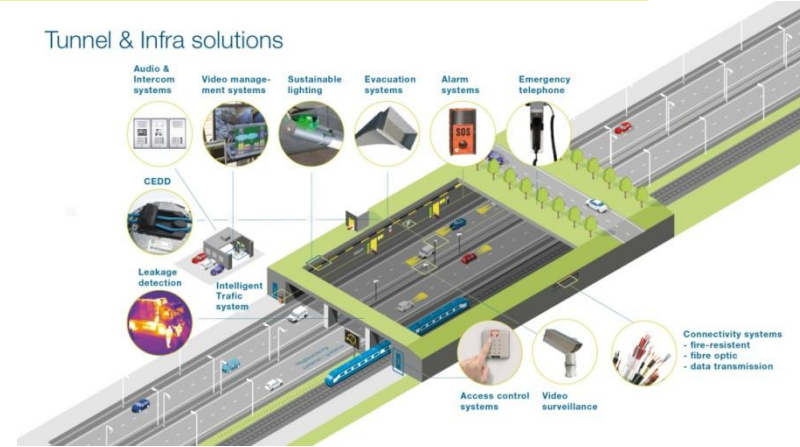 Tunnel & Infra solutions
Audio &
Intercom
systems
Video manage-
ment systems
Sustainable
lighting
Evacuation
systems
Alarm
systems
Emergency
telephone
SOS
CEDD
Leakage
detection
Intelligent
Trafic
system
Connectivity systems
- fire-resistent
- fibre optic
- data transmission
Access control
systems
Video
surveillance